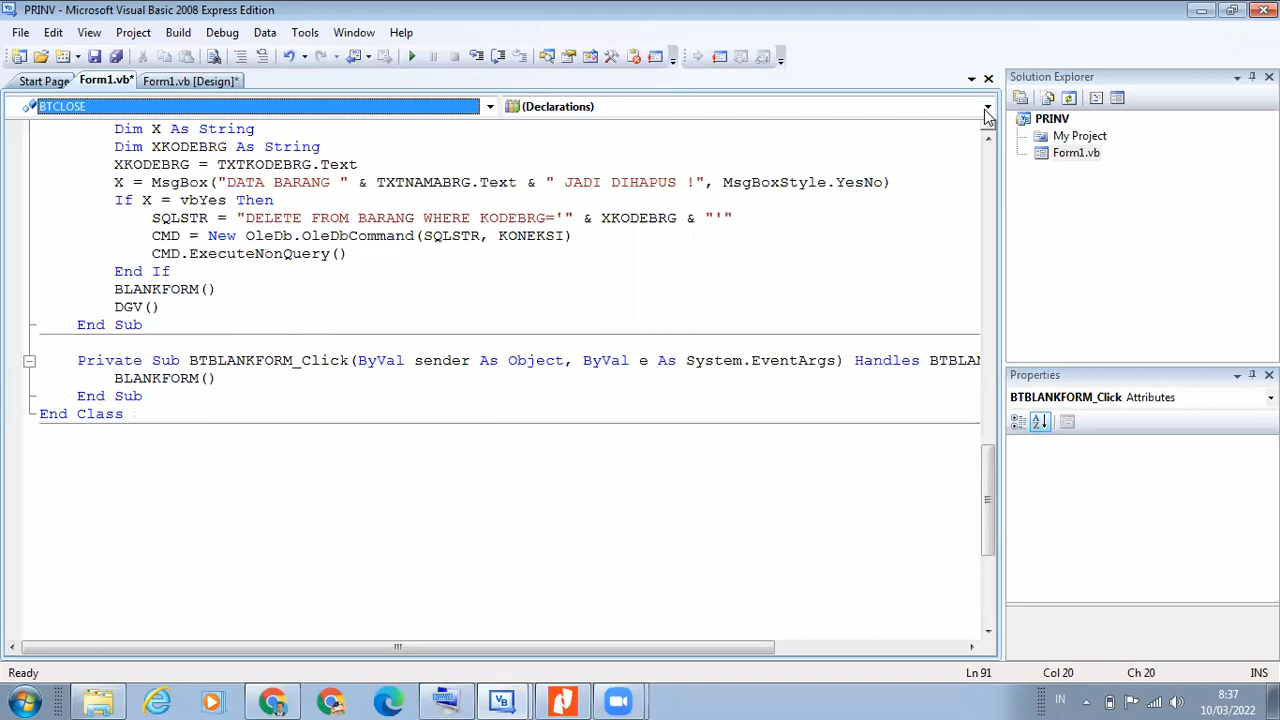 PRINV - Microsoft Visual Basic 2008 Express Edition
File Edit View Project Build Debug Data Tools Window Help
Start Page Form1.vb* Form1.vb [Design]*
BTCLOSE (Declarations)
Dim X As String
Dim XKODEBRG As String
XKODEBRG = TXTKODEBRG.Text
X = MsgBox("DATA BARANG " & TXTNAMABRG.Text & " JADI DIHAPUS !", MsgBoxStyle.YesNo)
If X = vbYes Then
SQLSTR = "DELETE FROM BARANG WHERE KODEBRG='" & XKODEBRG & "'"
CMD = New OleDb.OleDbCommand(SQLSTR, KONEKSI)
CMD.ExecuteNonQuery()
End If
BLANKFORM()
DGV()
End Sub
Private Sub BTBLANKFORM_Click(ByVal sender As Object, ByVal e As System.EventArgs) Handles BTBLAN
BLANKFORM()
End Sub
End Class
Solution Explorer
PRINV
My Project
Form1.vb
Properties
BTBLANKFORM_Click Attributes
Ready Ln 91 Col 20 Ch 20 INS
IN
8:37
10/03/2022